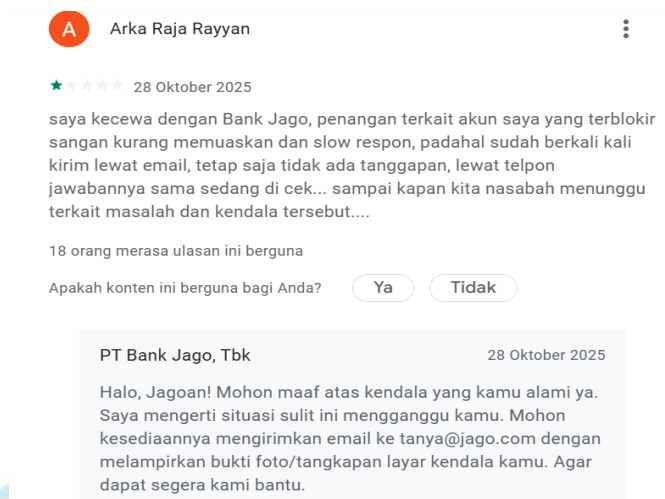 A
Arka Raja Rayyan
28 Oktober 2025
saya kecewa dengan Bank Jago, penangan terkait akun saya yang terblokir
sangan kurang memuaskan dan slow respon, padahal sudah berkali kali
kirim lewat email, tetap saja tidak ada tanggapan, lewat telpon
jawabannya sama sedang di cek... sampai kapan kita nasabah menunggu
terkait masalah dan kendala tersebut....
18 orang merasa ulasan ini berguna
Apakah konten ini berguna bagi Anda? Ya Tidak
PT Bank Jago, Tbk 28 Oktober 2025
Halo, Jagoan! Mohon maaf atas kendala yang kamu alami ya.
Saya mengerti situasi sulit ini mengganggu kamu. Mohon
kesediaannya mengirimkan email ke tanya@jago.com dengan
melampirkan bukti foto/tangkapan layar kendala kamu. Agar
dapat segera kami bantu.